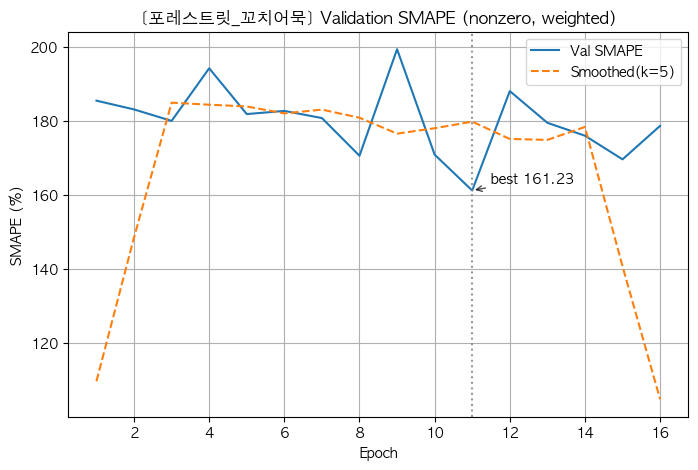 [포레스트릿_꼬치어묵] Validation SMAPE (nonzero, weighted)
Val SMAPE
Smoothed(k=5)
best 161.23
SMAPE (%)
200
180
160
140
120
2 4 6 8 10 12 14 16
Epoch